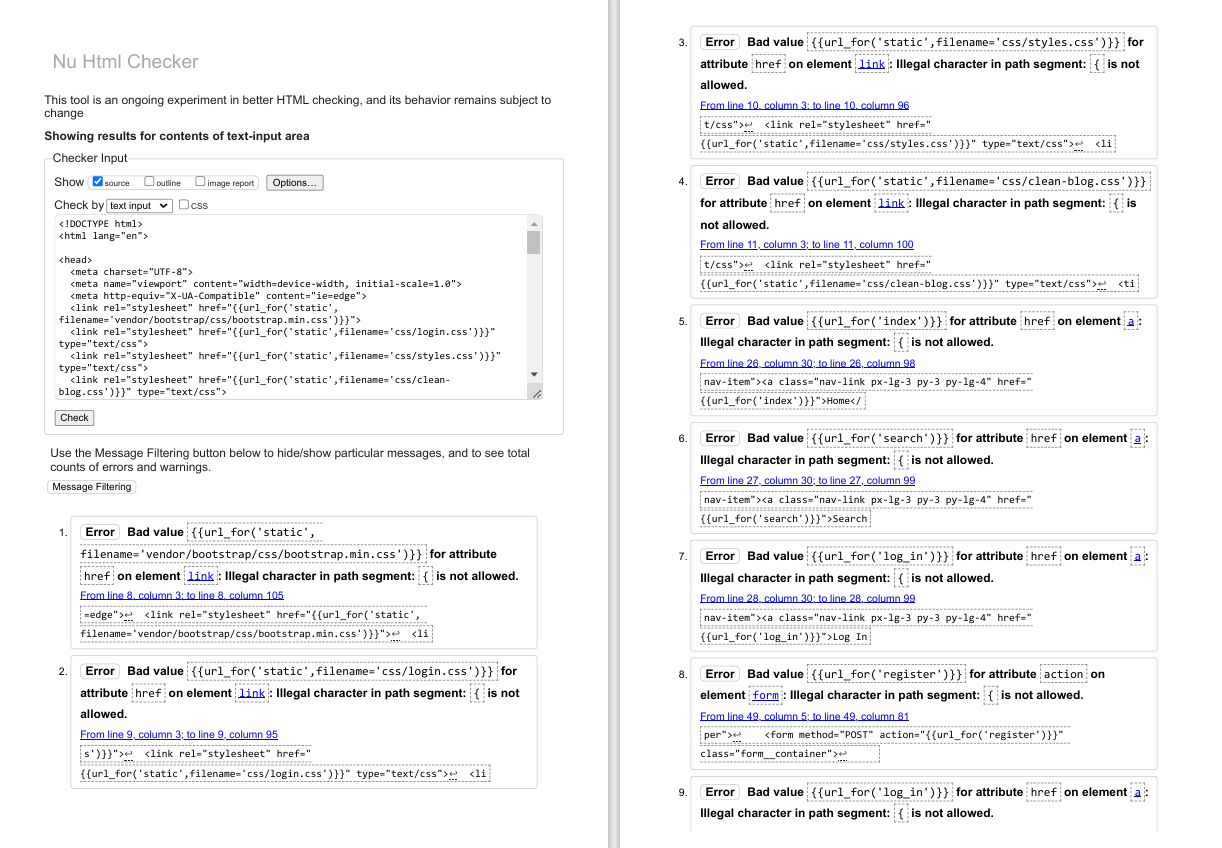 Nu Html Checker
This tool is an ongoing experiment in better HTML checking, and its behavior remains subject to
change
Showing results for contents of text-input area
Checker Input
Show source outline image report Options…
Check by text input css
<!DOCTYPE html>
<html lang="en">
<head>
<meta charset="UTF-8">
<meta name="viewport" content="width=device-width, initial-scale=1.0">
<meta http-equiv="X-UA-Compatible" content="ie=edge">
<link rel="stylesheet" href="{{url_for('static',
filename='vendor/bootstrap/css/bootstrap.min.css')}}">
<link rel="stylesheet" href="{{url_for('static',filename='css/login.css')}}"
type="text/css">
<link rel="stylesheet" href="{{url_for('static',filename='css/styles.css')}}"
type="text/css">
<link rel="stylesheet" href="{{url_for('static',filename='css/clean-
blog.css')}}" type="text/css">
Check
Use the Message Filtering button below to hide/show particular messages, and to see total
counts of errors and warnings.
Message Filtering
1. Error Bad value {{url_for('static',
filename='vendor/bootstrap/css/bootstrap.min.css')}} for attribute
href on element link: Illegal character in path segment: { is not allowed.
From line 8, column 3; to line 8, column 105
=edge">↩ <link rel="stylesheet" href="{{url_for('static',
filename='vendor/bootstrap/css/bootstrap.min.css')}}">↩ <li
2. Error Bad value {{url_for('static',filename='css/login.css')}} for
attribute href on element link: Illegal character in path segment: { is not
allowed.
From line 9, column 3; to line 9, column 95
s')}}">↩ <link rel="stylesheet" href="
{{url_for('static',filename='css/login.css')}}" type="text/css">↩ <li
3. Error Bad value {{url_for('static',filename='css/styles.css')}} for
attribute href on element link: Illegal character in path segment: { is not
allowed.
From line 10, column 3; to line 10, column 96
t/css">↩ <link rel="stylesheet" href="
{{url_for('static',filename='css/styles.css')}}" type="text/css">↩ <li
4. Error Bad value {{url_for('static',filename='css/clean-blog.css')}}
for attribute href on element link: Illegal character in path segment: { is
not allowed.
From line 11, column 3; to line 11, column 100
t/css">↩ <link rel="stylesheet" href="
{{url_for('static',filename='css/clean-blog.css')}}" type="text/css">↩ <ti
5. Error Bad value {{url_for('index')}} for attribute href on element a:
Illegal character in path segment: { is not allowed.
From line 26, column 30; to line 26, column 98
nav-item"><a class="nav-link px-lg-3 py-3 py-lg-4" href="
{{url_for('index')}}">Home</
6. Error Bad value {{url_for('search')}} for attribute href on element a:
Illegal character in path segment: { is not allowed.
From line 27, column 30; to line 27, column 99
nav-item"><a class="nav-link px-lg-3 py-3 py-lg-4" href="
{{url_for('search')}}">Search
7. Error Bad value {{url_for('log_in')}} for attribute href on element a:
Illegal character in path segment: { is not allowed.
From line 28, column 30; to line 28, column 99
nav-item"><a class="nav-link px-lg-3 py-3 py-lg-4" href="
{{url_for('log_in')}}">Log In
8. Error Bad value {{url_for('register')}} for attribute action on
element form: Illegal character in path segment: { is not allowed.
From line 49, column 5; to line 49, column 81
per">↩ <form method="POST" action="{{url_for('register')}}"
class="form__container">↩
9. Error Bad value {{url_for('log_in')}} for attribute href on element a:
Illegal character in path segment: { is not allowed.